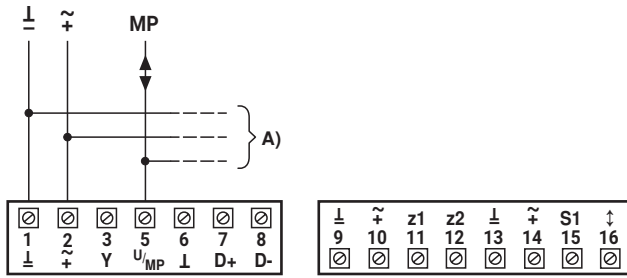 ⊥ ~ MP
– +
A)
1 2 3 5 6 7 8
⊥ ~ Y U/MP ⊥ D+ D-
– +
⊥ ~ z1 z2 ⊥ ~ S1 ↕
– + – +
9 10 11 12 13 14 15 16